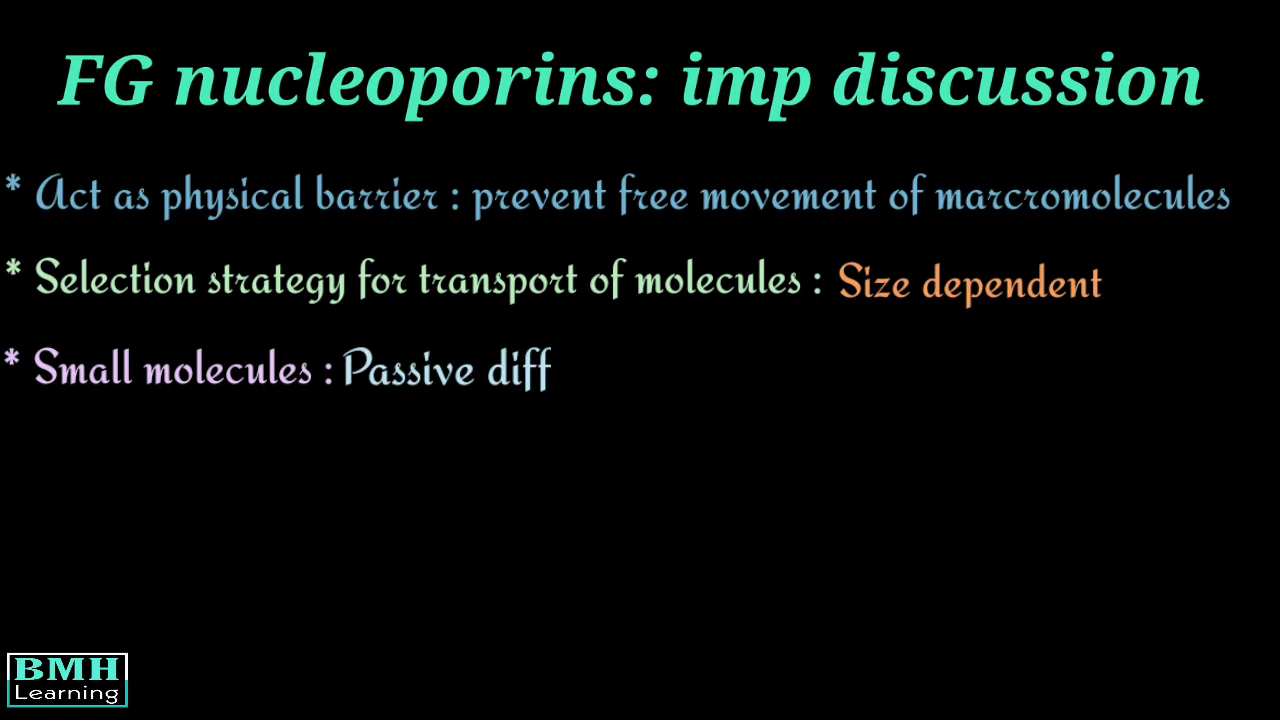 FG nucleoporins: imp discussion
* Act as physical barrier : prevent free movement of marcromolecules
* Selection strategy for transport of molecules : Size dependent
* Small molecules : Passive diff
BMH
Learning